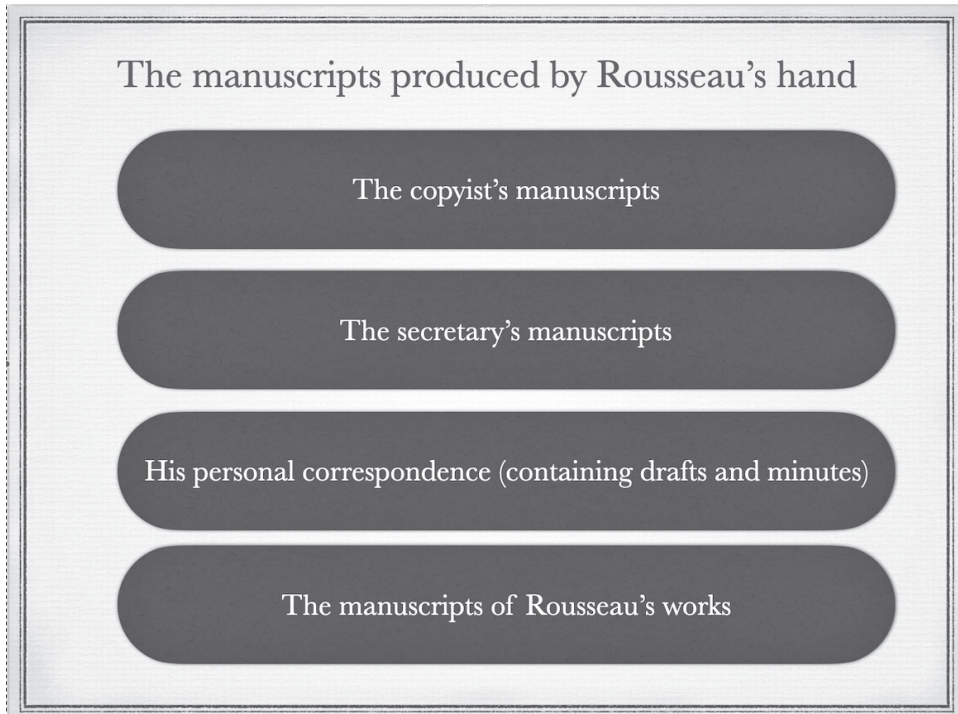 The manuscripts produced by Rousseau’s hand
The copyist’s manuscripts
The secretary’s manuscripts
His personal correspondence (containing drafts and minutes)
The manuscripts of Rousseau’s works